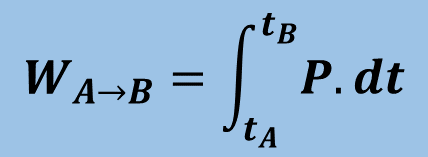 W_{A→B} = ∫_{t_A}^{t_B} P.dt